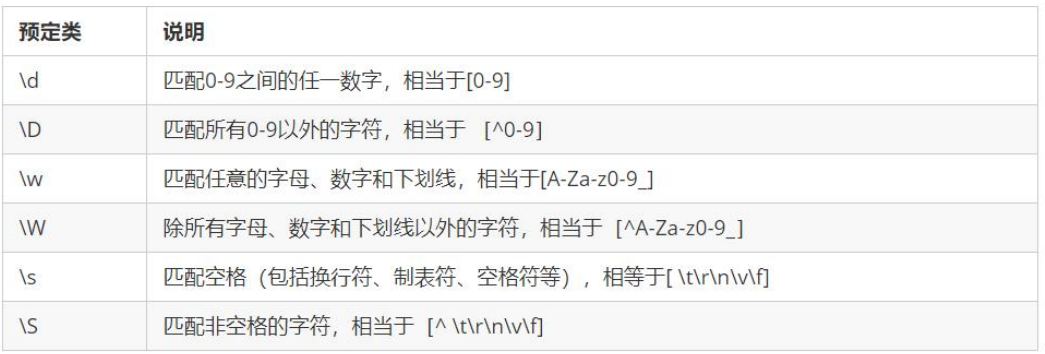 预定类 说明
\d 匹配0-9之间的任一数字，相当于[0-9]
\D 匹配所有0-9以外的字符，相当于 [^0-9]
\w 匹配任意的字母、数字和下划线，相当于[A-Za-z0-9_]
\W 除所有字母、数字和下划线以外的字符，相当于 [^A-Za-z0-9_]
\s 匹配空格（包括换行符、制表符、空格符等），相等于[ \t\r\n\v\f]
\S 匹配非空格的字符，相当于 [^ \t\r\n\v\f]